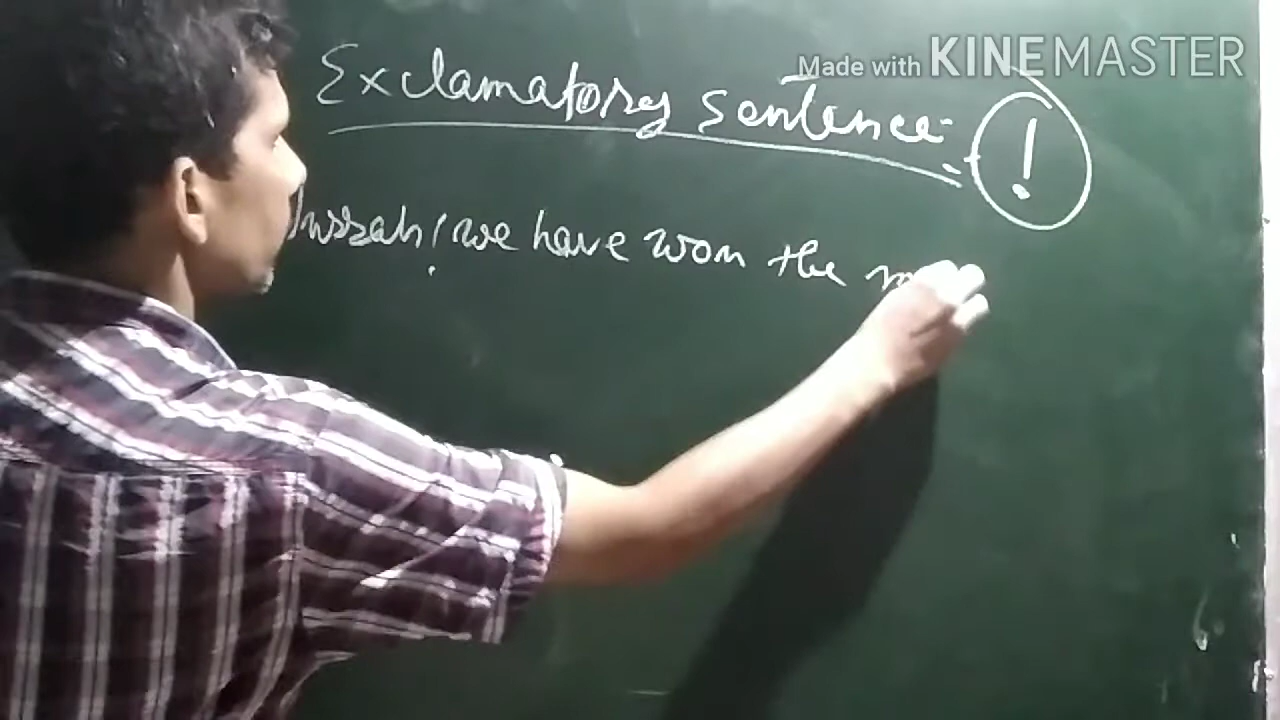 Made with KINEMASTER
Exclamatory sentence:- !
Hurrah! we have won the